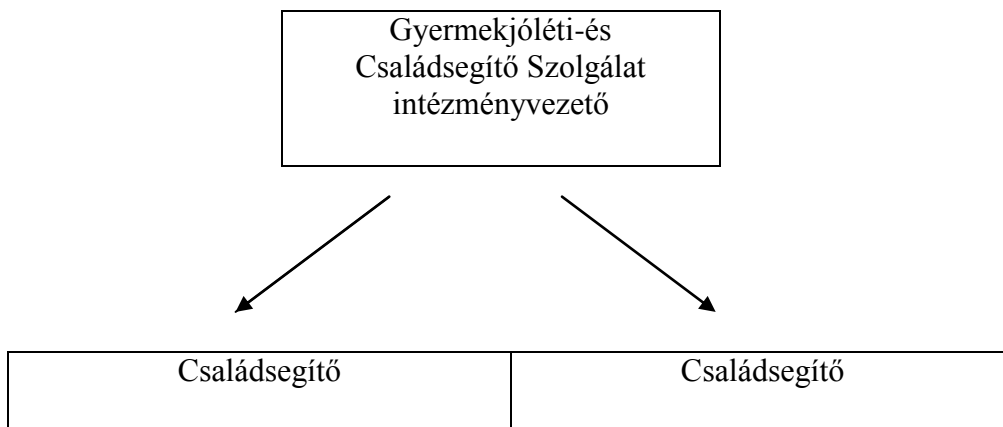 Gyermekjóléti-és
Családsegítő Szolgálat
intézményvezető
Családsegítő
Családsegítő